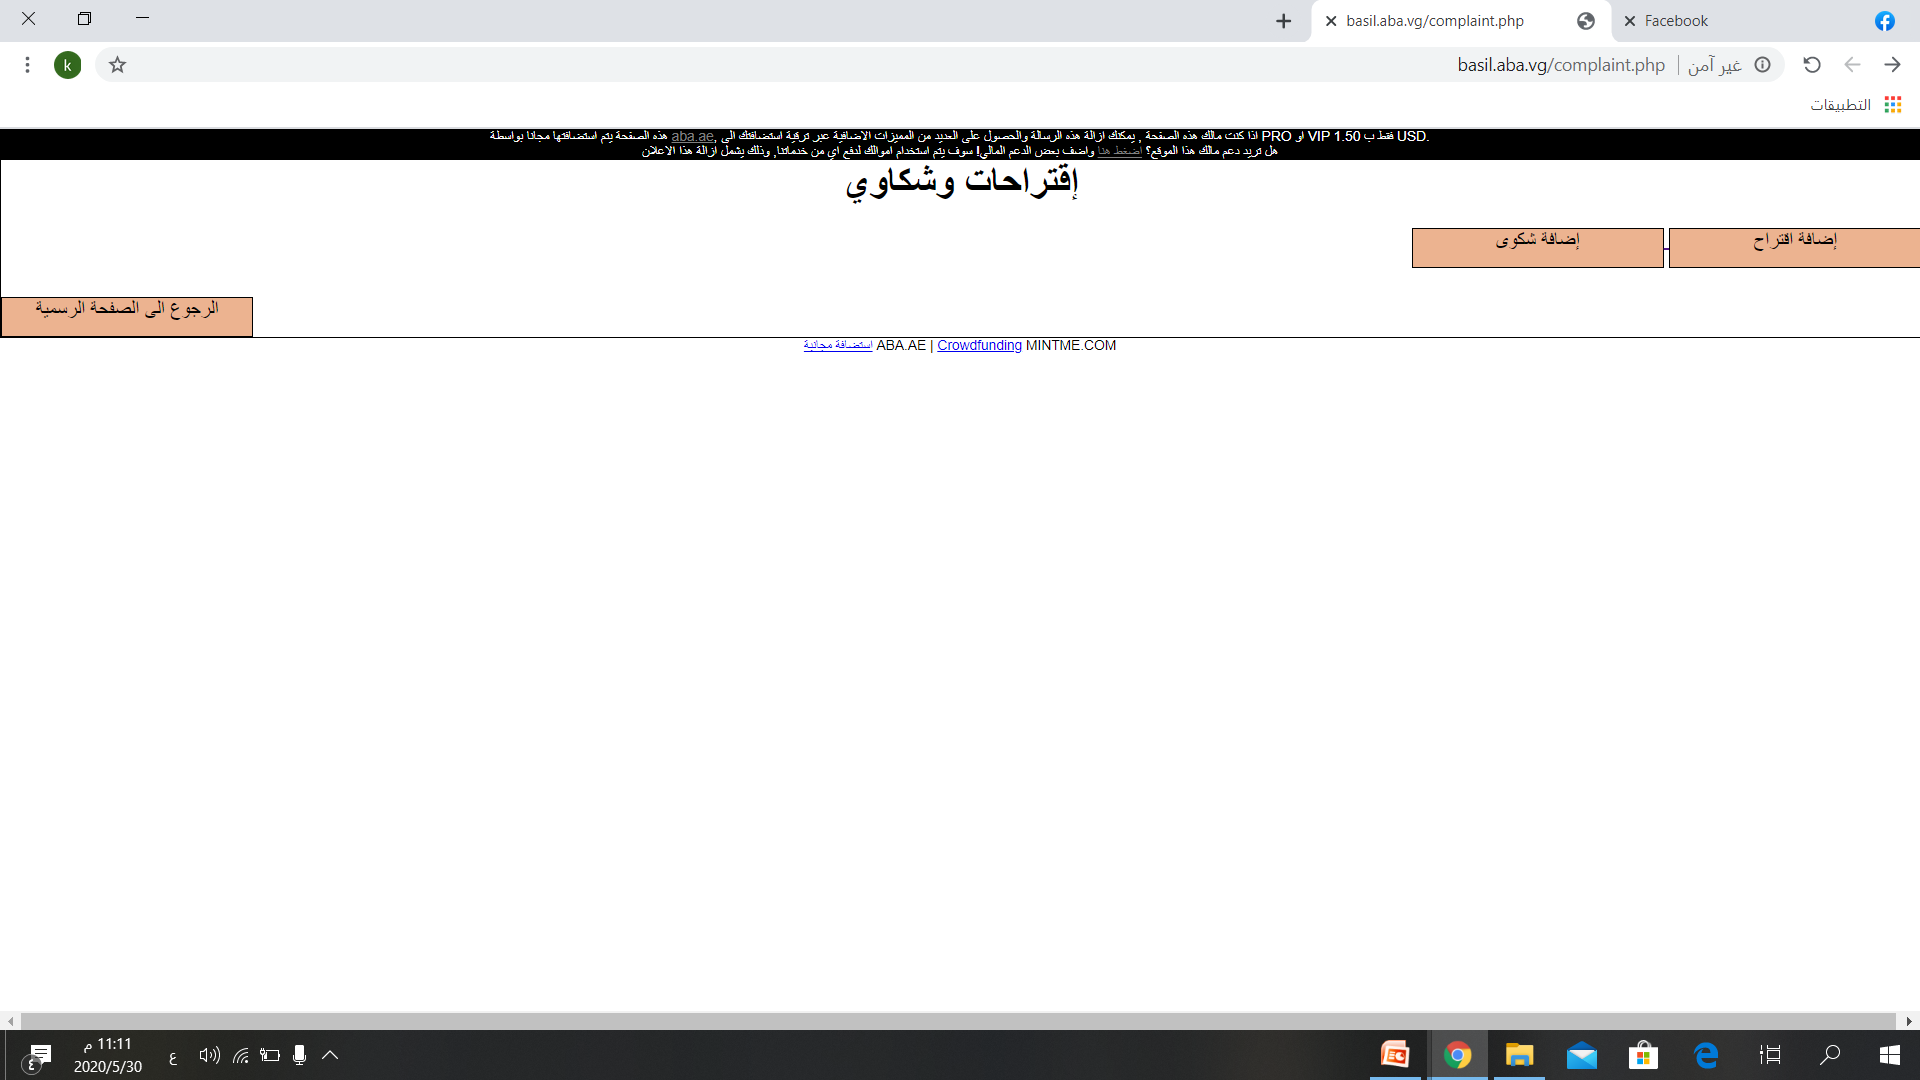 basil.aba.vg/complaint.php
Facebook
k
basil.aba.vg/complaint.php
غير آمن
التطبيقات
هذه الصفحة يتم استضافتها مجانا بواسطة aba.ae, اذا كنت مالك هذه الصفحة , يمكنك ازالة هذه الرسالة والحصول على العديد من المميزات الاضافية عبر ترقية استضافتك الى PRO او VIP فقط ب 1.50 USD.
هل تريد دعم مالك هذا الموقع؟ اضغط هنا واضف بعض الدعم المالي! سوف يتم استخدام اموالك لدفع اي من خدماتنا, وذلك يشمل ازالة هذا الاعلان
إقتراحات وشكاوي
إضافة اقتراح
إضافة شكوى
الرجوع الى الصفحة الرسمية
استضافة مجانية ABA.AE | Crowdfunding MINTME.COM
11:11 م
2020/5/30
ع
٤